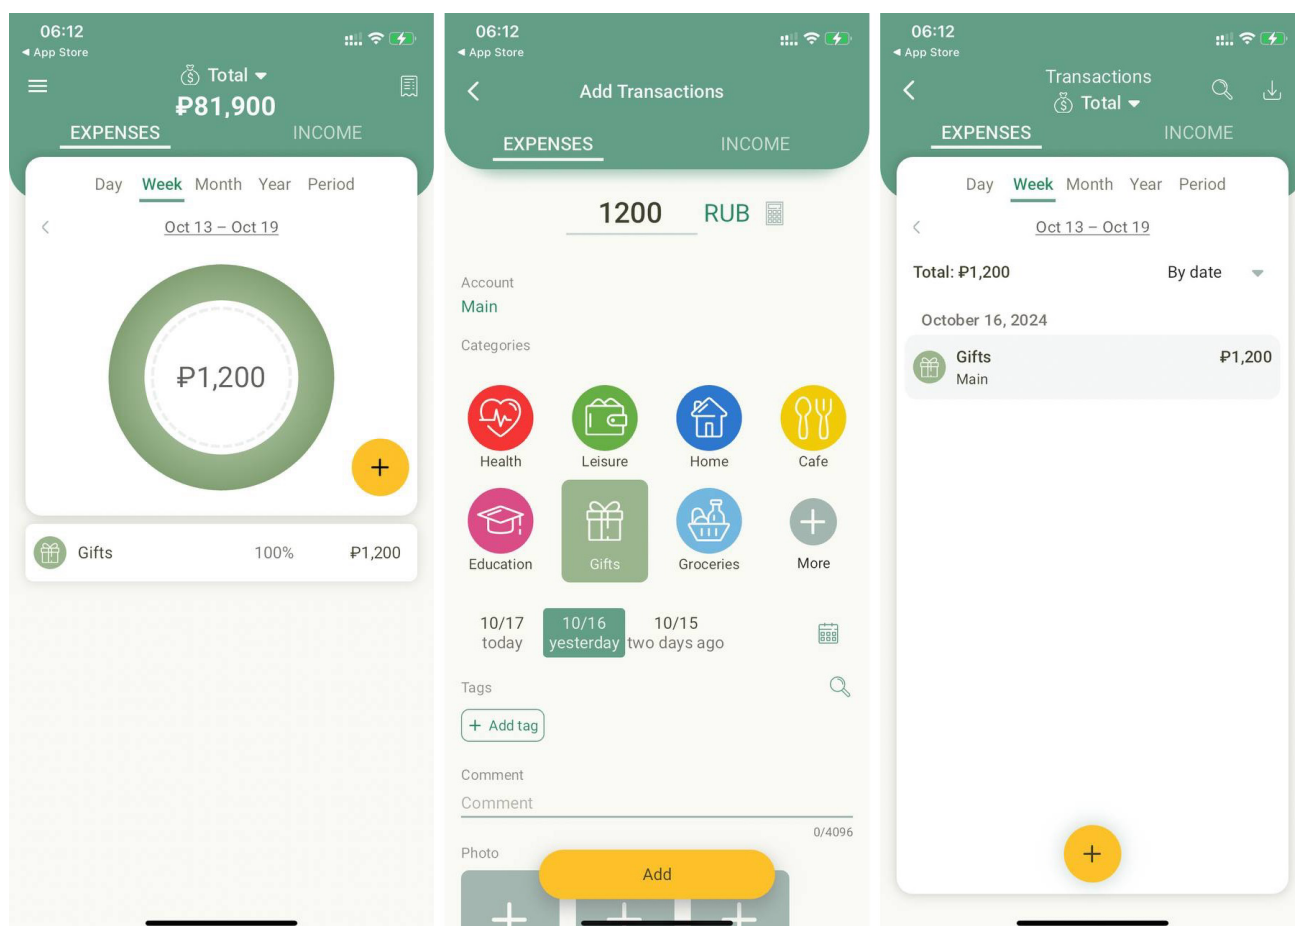 06:12
◀ App Store
Total
₽81,900
EXPENSES INCOME
Day Week Month Year Period
Oct 13 – Oct 19
₽1,200
+
Gifts 100% ₽1,200
06:12
◀ App Store
Add Transactions
EXPENSES INCOME
1200 RUB
Account
Main
Categories
Health Leisure Home Cafe
Education Gifts Groceries More
10/17 10/16 10/15
today yesterday two days ago
Tags
+ Add tag
Comment
Comment
0/4096
Photo
Add
06:12
◀ App Store
Transactions
Total
EXPENSES INCOME
Day Week Month Year Period
Oct 13 – Oct 19
Total: ₽1,200 By date
October 16, 2024
Gifts ₽1,200
Main
+